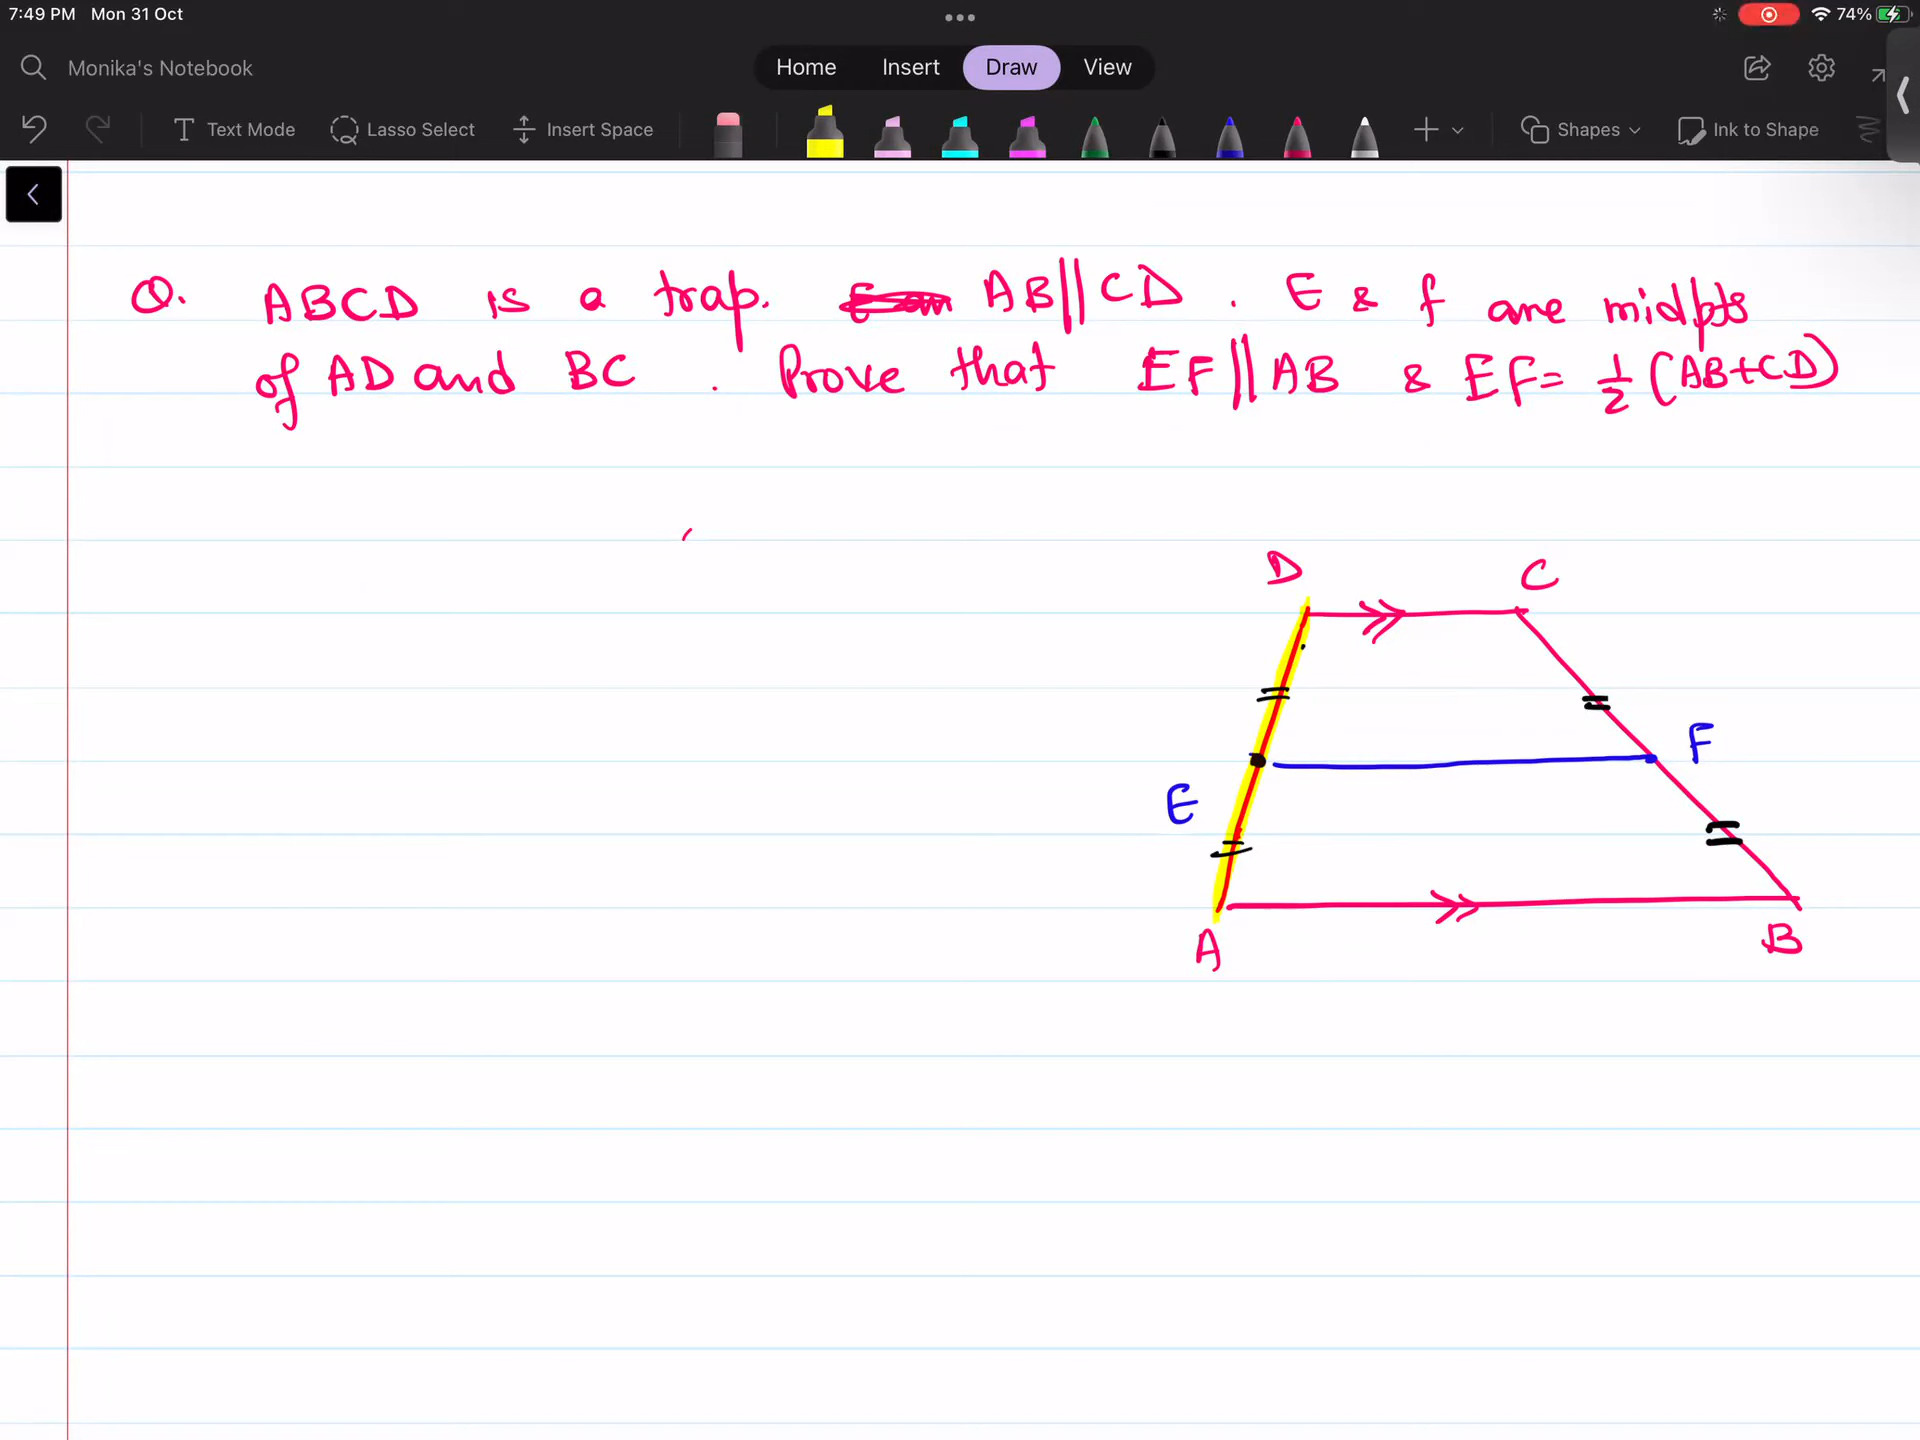 7:49 PM Mon 31 Oct
74%
Monika's Notebook
Home Insert Draw View
Text Mode Lasso Select Insert Space Shapes Ink to Shape
Q. ABCD is a trap. AB||CD. E & f are midpts
of AD and BC. Prove that EF||AB & EF=½(AB+CD)
D C
F
E
A B